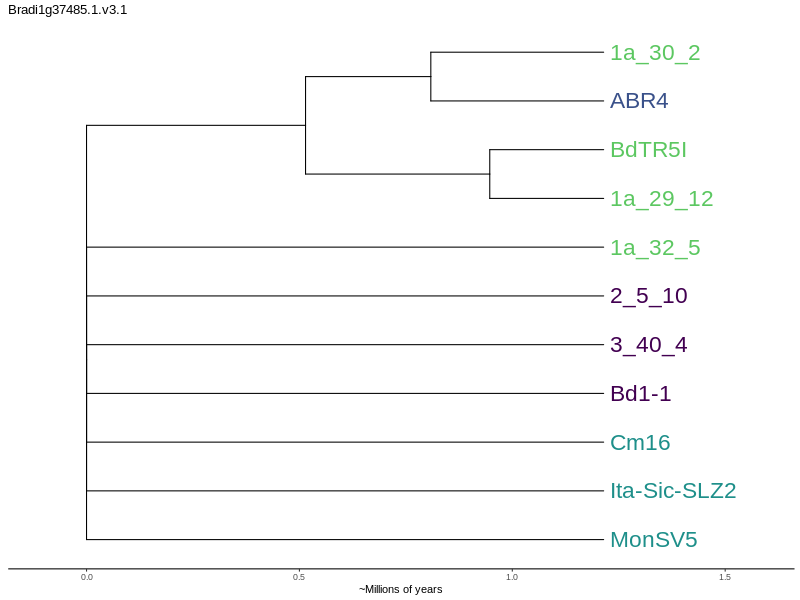 Bradi1g37485.1.v3.1
1a_30_2
ABR4
BdTR5I
1a_29_12
1a_32_5
2_5_10
3_40_4
Bd1-1
Cm16
Ita-Sic-SLZ2
MonSV5
0.0 0.5 1.0 1.5
~Millions of years